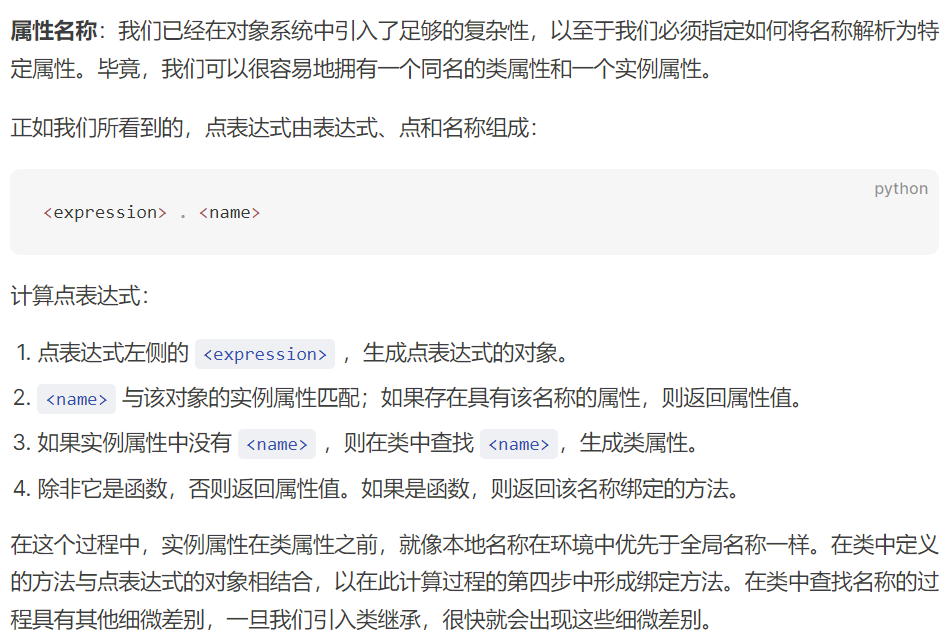 属性名称：我们已经在对象系统中引入了足够的复杂性，以至于我们必须指定如何将名称解析为特
定属性。毕竟，我们可以很容易地拥有一个同名的类属性和一个实例属性。
正如我们所看到的，点表达式由表达式、点和名称组成：
python
<expression> . <name>
计算点表达式：
1. 点表达式左侧的 <expression> ，生成点表达式的对象。
2. <name> 与该对象的实例属性匹配；如果存在具有该名称的属性，则返回属性值。
3. 如果实例属性中没有 <name> ，则在类中查找 <name>，生成类属性。
4. 除非它是函数，否则返回属性值。如果是函数，则返回该名称绑定的方法。
在这个过程中，实例属性在类属性之前，就像本地名称在环境中优先于全局名称一样。在类中定义
的方法与点表达式的对象相结合，以在此计算过程的第四步中形成绑定方法。在类中查找名称的过
程具有其他细微差别，一旦我们引入类继承，很快就会出现这些细微差别。